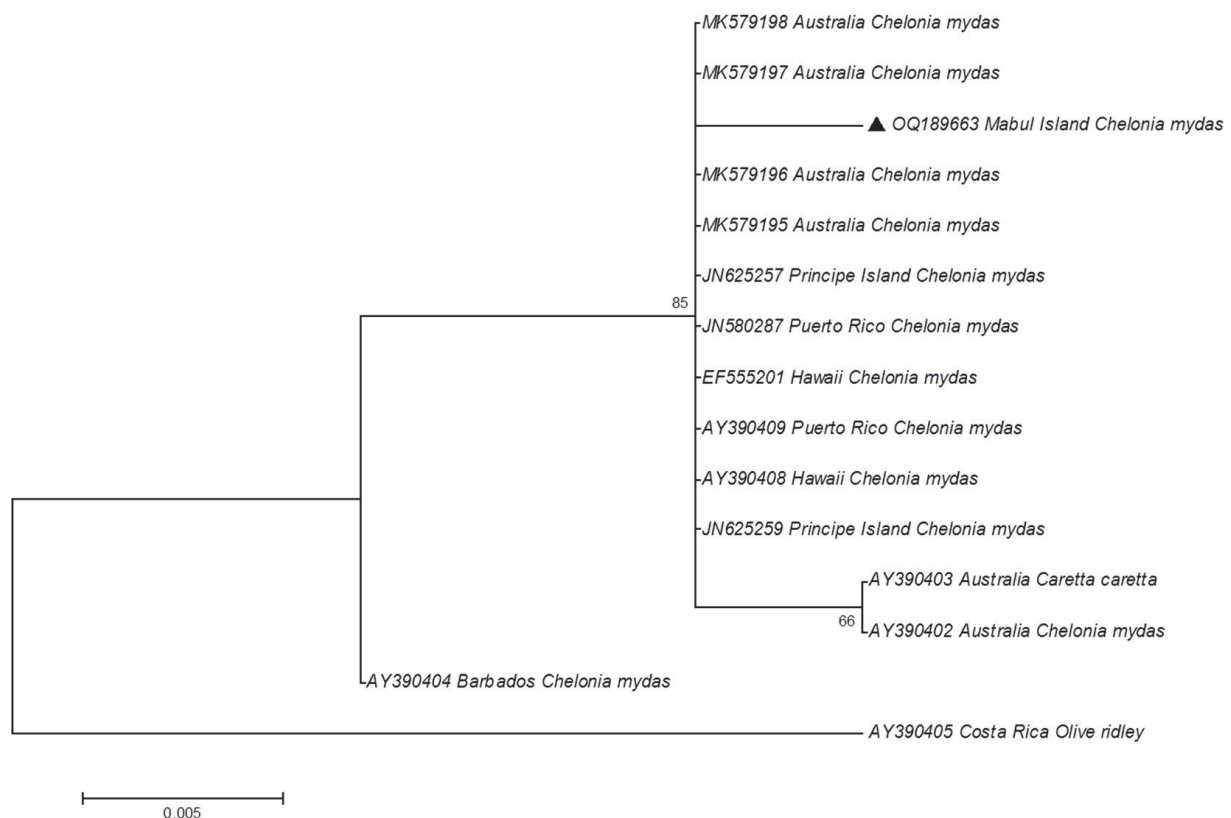 MK579198 Australia Chelonia mydas
MK579197 Australia Chelonia mydas
▲ OQ189663 Mabul Island Chelonia mydas
MK579196 Australia Chelonia mydas
MK579195 Australia Chelonia mydas
JN625257 Principe Island Chelonia mydas
85
JN580287 Puerto Rico Chelonia mydas
EF555201 Hawaii Chelonia mydas
AY390409 Puerto Rico Chelonia mydas
AY390408 Hawaii Chelonia mydas
JN625259 Principe Island Chelonia mydas
AY390403 Australia Caretta caretta
66
AY390402 Australia Chelonia mydas
AY390404 Barbados Chelonia mydas
AY390405 Costa Rica Olive ridley
0.005